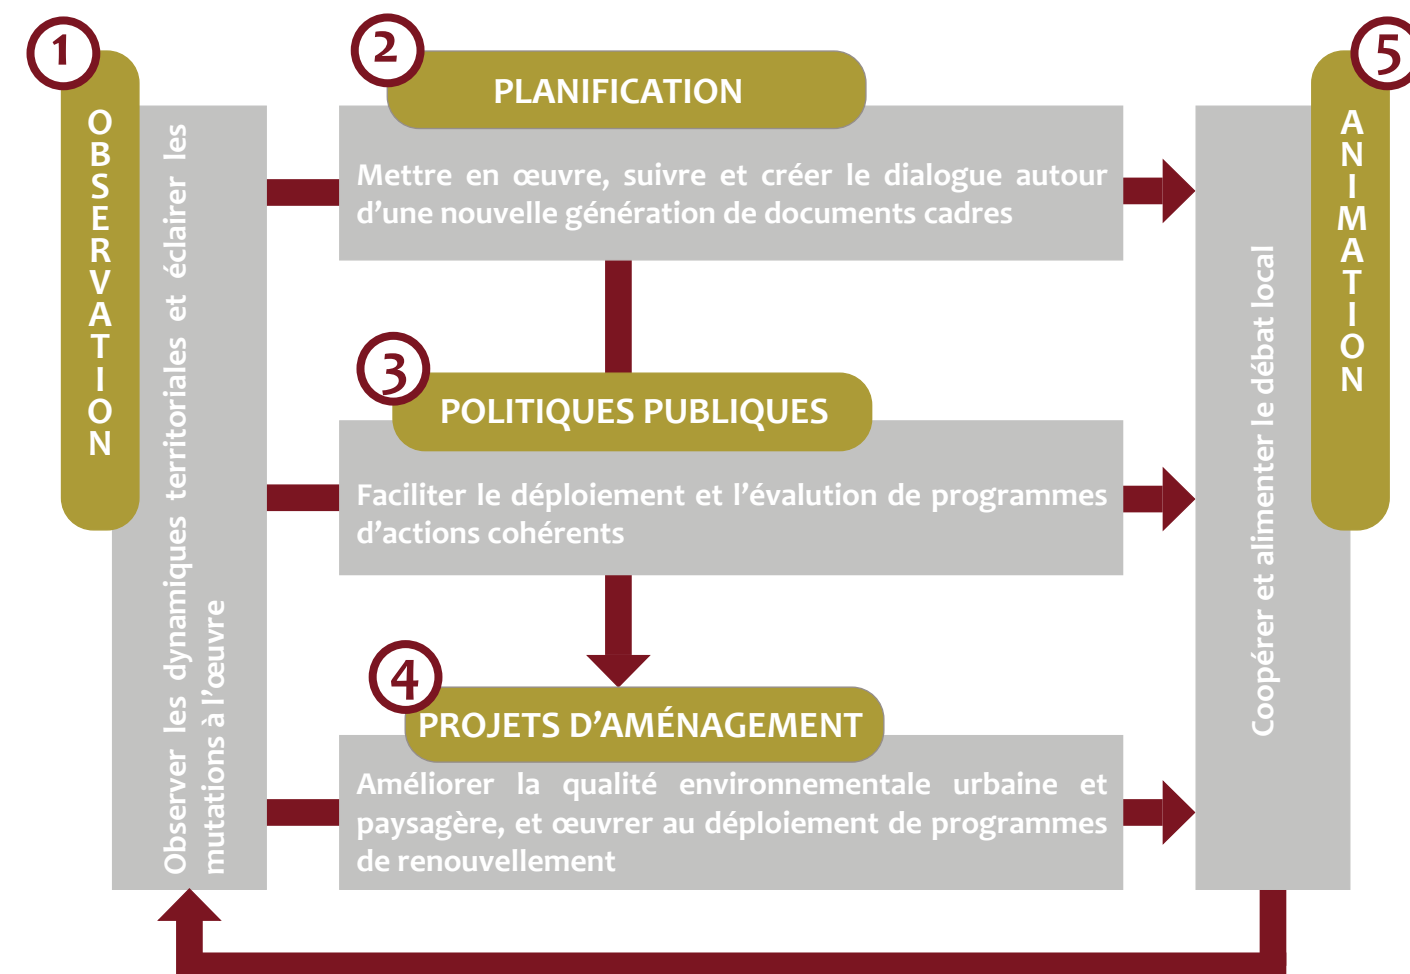 1
OBSERVATION
Observer les dynamiques territoriales et éclairer les
mutations à l'œuvre
2
PLANIFICATION
Mettre en œuvre, suivre et créer le dialogue autour
d’une nouvelle génération de documents cadres
3
POLITIQUES PUBLIQUES
Faciliter le déploiement et l’évalution de programmes
d’actions cohérents
4
PROJETS D’AMÉNAGEMENT
Améliorer la qualité environnementale urbaine et
paysagère, et œuvrer au déploiement de programmes
de renouvellement
5
ANIMATION
Coopérer et alimenter le débat local